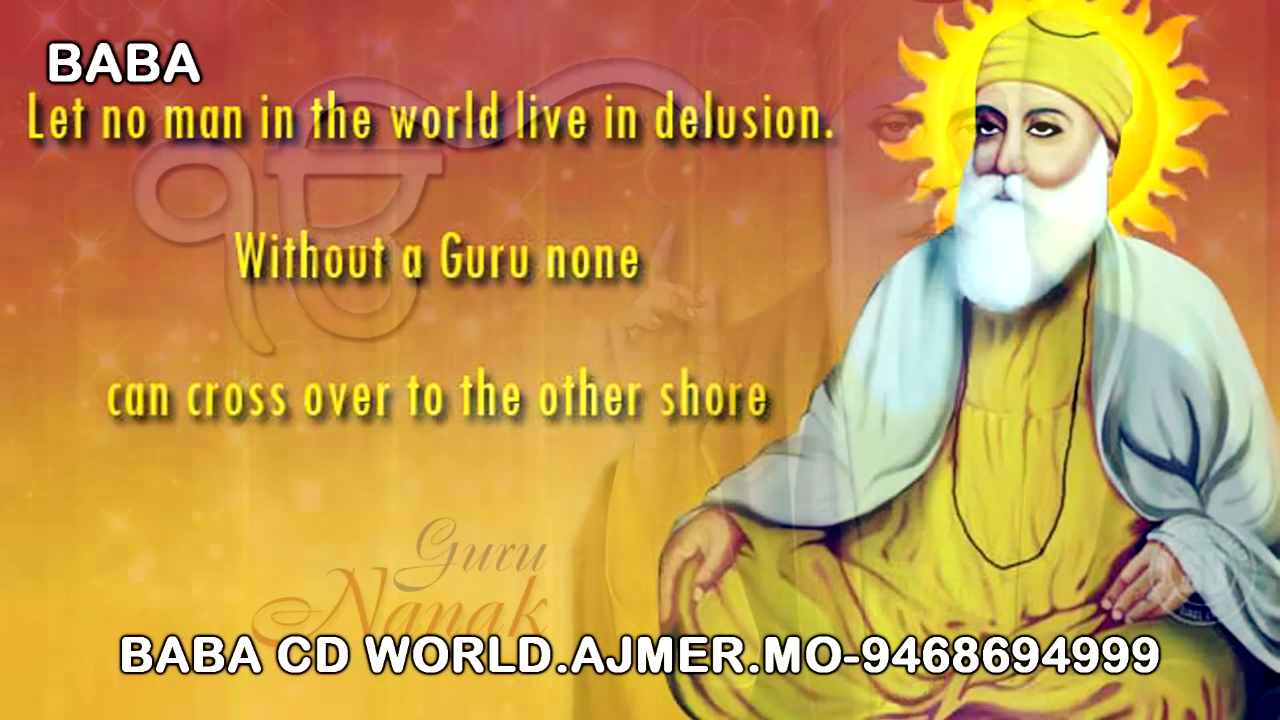 BABA
Let no man in the world live in delusion.
ੴ
Without a Guru none
can cross over to the other shore
Guru
Nanak
BABA CD WORLD.AJMER.MO-9468694999